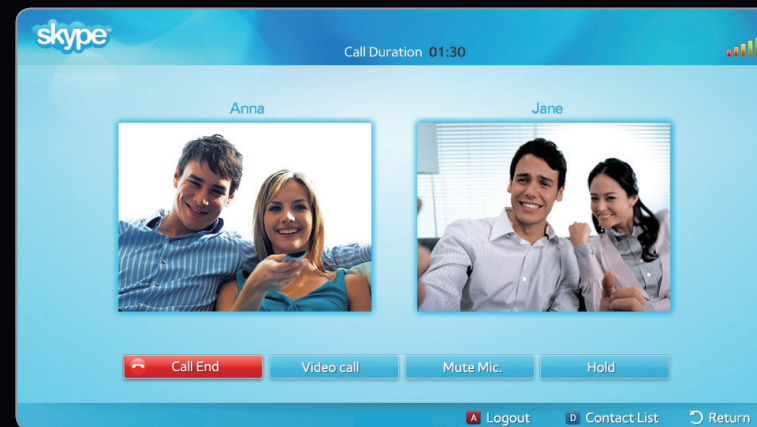 skype
Call Duration 01:30
Anna
Jane
Call End
Video call
Mute Mic.
Hold
A Logout
D Contact List
Return